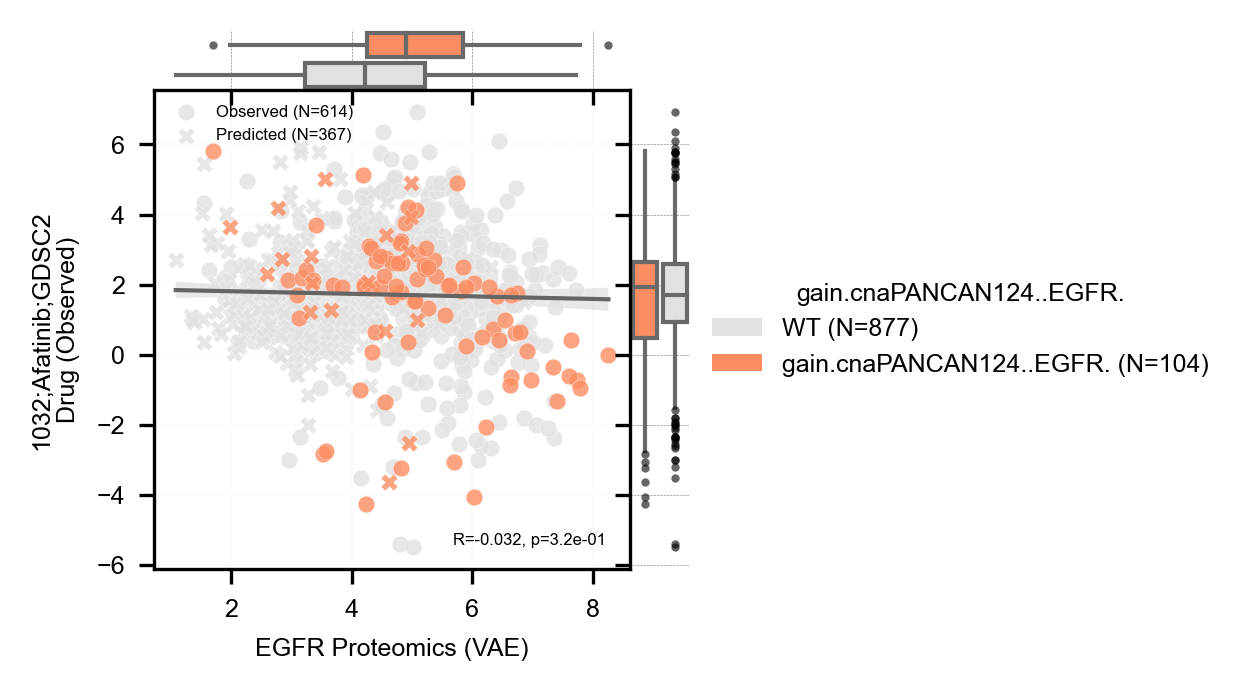 Observed (N=614)
Predicted (N=367)
6
4
2
0
−2
−4
−6
1032;Afatinib;GDSC2
Drug (Observed)
R=-0.032, p=3.2e-01
2 4 6 8
EGFR Proteomics (VAE)
gain.cnaPANCAN124..EGFR.
WT (N=877)
gain.cnaPANCAN124..EGFR. (N=104)